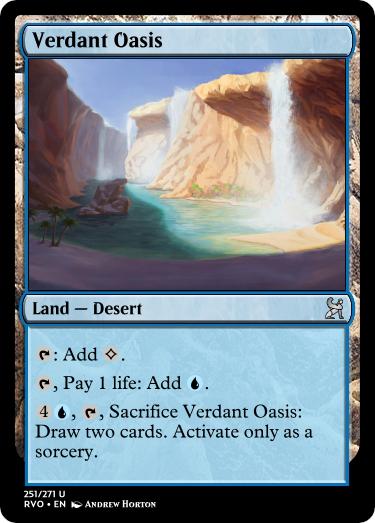 Verdant Oasis
Land — Desert
: Add .
, Pay 1 life: Add .
4 , , Sacrifice Verdant Oasis:
Draw two cards. Activate only as a
sorcery.
251/271 U
RVO • EN Andrew Horton